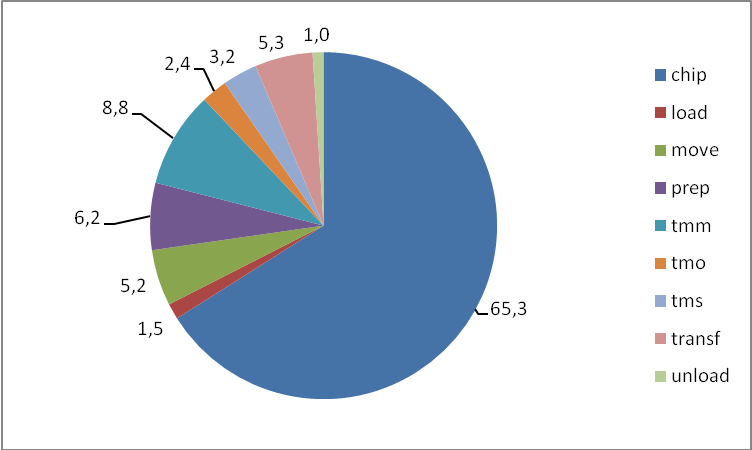 1,0
5,3
3,2
2,4
8,8
6,2
5,2
1,5
65,3
chip
load
move
prep
tmm
tmo
tms
transf
unload